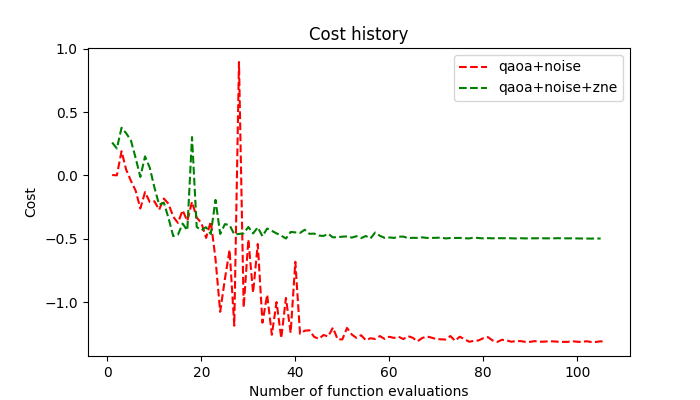 Cost history
qaoa+noise
qaoa+noise+zne
1.0
0.5
0.0
−0.5
−1.0
Cost
0 20 40 60 80 100
Number of function evaluations